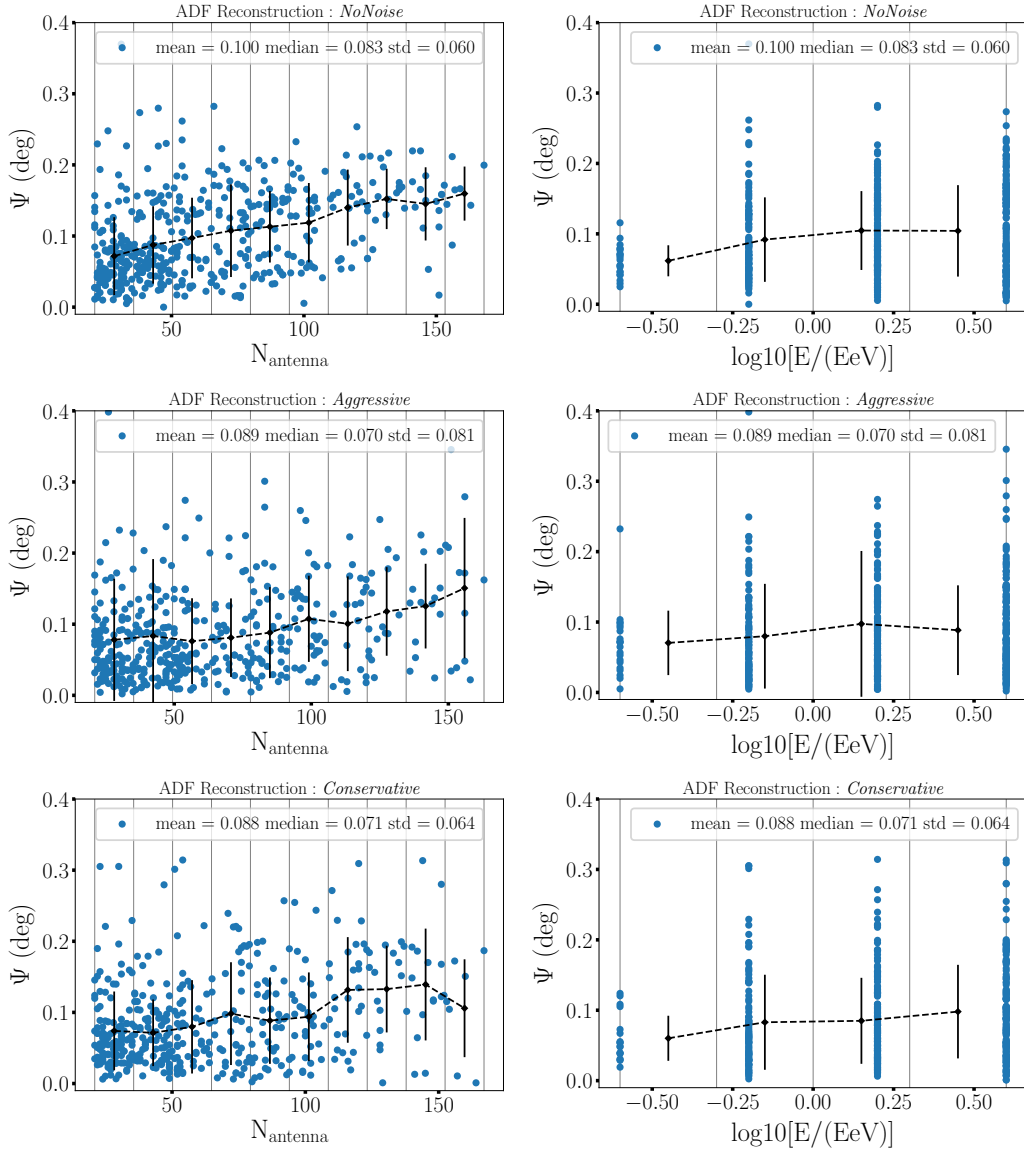 ADF Reconstruction : NoNoise
mean = 0.100 median = 0.083 std = 0.060
0.4
0.3
0.2
0.1
0.0
Ψ (deg)
50
100
150
N_antenna
ADF Reconstruction : NoNoise
mean = 0.100 median = 0.083 std = 0.060
0.4
0.3
0.2
0.1
0.0
Ψ (deg)
−0.50
−0.25
0.00
0.25
0.50
log10[E/(EeV)]
ADF Reconstruction : Aggressive
mean = 0.089 median = 0.070 std = 0.081
0.4
0.3
0.2
0.1
0.0
Ψ (deg)
50
100
150
N_antenna
ADF Reconstruction : Aggressive
mean = 0.089 median = 0.070 std = 0.081
0.4
0.3
0.2
0.1
0.0
Ψ (deg)
−0.50
−0.25
0.00
0.25
0.50
log10[E/(EeV)]
ADF Reconstruction : Conservative
mean = 0.088 median = 0.071 std = 0.064
0.4
0.3
0.2
0.1
0.0
Ψ (deg)
50
100
150
N_antenna
ADF Reconstruction : Conservative
mean = 0.088 median = 0.071 std = 0.064
0.4
0.3
0.2
0.1
0.0
Ψ (deg)
−0.50
−0.25
0.00
0.25
0.50
log10[E/(EeV)]